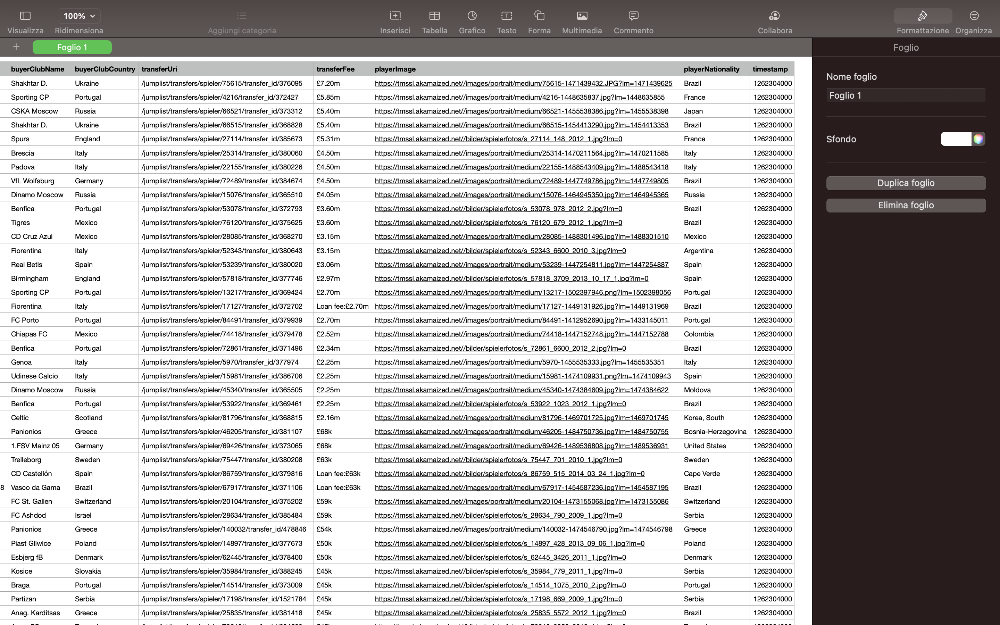 100%
Visualizza Ridimensiona Aggiungi categoria Inserisci Tabella Grafico Testo Forma Multimedia Commento Collabora Formattazione Organizza
Foglio 1 Foglio
buyerClubName buyerClubCountry transferUri transferFee playerImage playerNationality timestamp
Shakhtar D. Ukraine /jumplist/transfers/spieler/75615/transfer_id/376095 £7.20m https://tmssl.akamaized.net//images/portrait/medium/75615-1471439432.JPG?lm=1471439625 Brazil 1262304000
Sporting CP Portugal /jumplist/transfers/spieler/4216/transfer_id/372427 £5.85m https://tmssl.akamaized.net//images/portrait/medium/4216-1448635837.jpg?lm=1448635855 France 1262304000
CSKA Moscow Russia /jumplist/transfers/spieler/66521/transfer_id/373312 £5.40m https://tmssl.akamaized.net//images/portrait/medium/66521-1455538386.jpg?lm=1455538398 Japan 1262304000
Shakhtar D. Ukraine /jumplist/transfers/spieler/66515/transfer_id/368828 £5.40m https://tmssl.akamaized.net//images/portrait/medium/66515-1454413290.jpg?lm=1454413353 Brazil 1262304000
Spurs England /jumplist/transfers/spieler/27114/transfer_id/385673 £5.31m https://tmssl.akamaized.net//bilder/spielerfotos/s_27114_148_2012_1.jpg?lm=0 France 1262304000
Brescia Italy /jumplist/transfers/spieler/25314/transfer_id/380060 £4.50m https://tmssl.akamaized.net//images/portrait/medium/25314-1470211564.jpg?lm=1470211585 Italy 1262304000
Padova Italy /jumplist/transfers/spieler/22155/transfer_id/380226 £4.50m https://tmssl.akamaized.net//images/portrait/medium/22155-1488543409.jpg?lm=1488543418 Italy 1262304000
VfL Wolfsburg Germany /jumplist/transfers/spieler/72489/transfer_id/384674 £4.50m https://tmssl.akamaized.net//images/portrait/medium/72489-1447749786.jpg?lm=1447749805 Brazil 1262304000
Dinamo Moscow Russia /jumplist/transfers/spieler/15076/transfer_id/365510 £4.05m https://tmssl.akamaized.net//images/portrait/medium/15076-1464945350.jpg?lm=1464945365 Russia 1262304000
Benfica Portugal /jumplist/transfers/spieler/53078/transfer_id/372793 £3.60m https://tmssl.akamaized.net//bilder/spielerfotos/s_53078_978_2012_2.jpg?lm=0 Brazil 1262304000
Tigres Mexico /jumplist/transfers/spieler/76120/transfer_id/375625 £3.60m https://tmssl.akamaized.net//bilder/spielerfotos/s_76120_679_2012_1.jpg?lm=0 Brazil 1262304000
CD Cruz Azul Mexico /jumplist/transfers/spieler/28085/transfer_id/368270 £3.15m https://tmssl.akamaized.net//images/portrait/medium/28085-1488301496.jpg?lm=1488301510 Mexico 1262304000
Fiorentina Italy /jumplist/transfers/spieler/52343/transfer_id/380643 £3.15m https://tmssl.akamaized.net//bilder/spielerfotos/s_52343_6600_2010_3.jpg?lm=0 Argentina 1262304000
Real Betis Spain /jumplist/transfers/spieler/53239/transfer_id/380020 £3.06m https://tmssl.akamaized.net//images/portrait/medium/53239-1447254811.jpg?lm=1447254887 Spain 1262304000
Birmingham England /jumplist/transfers/spieler/57818/transfer_id/377746 £2.97m https://tmssl.akamaized.net//bilder/spielerfotos/s_57818_3709_2013_10_17_1.jpg?lm=0 Spain 1262304000
Sporting CP Portugal /jumplist/transfers/spieler/13217/transfer_id/369424 £2.70m https://tmssl.akamaized.net//images/portrait/medium/13217-1502397946.png?lm=1502398056 Portugal 1262304000
Fiorentina Italy /jumplist/transfers/spieler/17127/transfer_id/372702 Loan fee:£2.70m https://tmssl.akamaized.net//images/portrait/medium/17127-1449131926.jpg?lm=1449131969 Brazil 1262304000
FC Porto Portugal /jumplist/transfers/spieler/84491/transfer_id/379939 £2.70m https://tmssl.akamaized.net//images/portrait/medium/84491-1412952690.jpg?lm=1433145011 Portugal 1262304000
Chiapas FC Mexico /jumplist/transfers/spieler/74418/transfer_id/379478 £2.52m https://tmssl.akamaized.net//images/portrait/medium/74418-1447152748.jpg?lm=1447152788 Colombia 1262304000
Benfica Portugal /jumplist/transfers/spieler/72861/transfer_id/371496 £2.34m https://tmssl.akamaized.net//bilder/spielerfotos/s_72861_6600_2012_2.jpg?lm=0 Brazil 1262304000
Genoa Italy /jumplist/transfers/spieler/5970/transfer_id/377974 £2.25m https://tmssl.akamaized.net//images/portrait/medium/5970-1455535333.jpg?lm=1455535351 Italy 1262304000
Udinese Calcio Italy /jumplist/transfers/spieler/15981/transfer_id/386706 £2.25m https://tmssl.akamaized.net//images/portrait/medium/15981-1474109931.png?lm=1474109943 Spain 1262304000
Dinamo Moscow Russia /jumplist/transfers/spieler/45340/transfer_id/365505 £2.25m https://tmssl.akamaized.net//images/portrait/medium/45340-1474384609.jpg?lm=1474384622 Moldova 1262304000
Benfica Portugal /jumplist/transfers/spieler/53922/transfer_id/369461 £2.25m https://tmssl.akamaized.net//bilder/spielerfotos/s_53922_1023_2012_1.jpg?lm=0 Brazil 1262304000
Celtic Scotland /jumplist/transfers/spieler/81796/transfer_id/368815 £2.16m https://tmssl.akamaized.net//images/portrait/medium/81796-1469701725.jpg?lm=1469701745 Korea, South 1262304000
Panionios Greece /jumplist/transfers/spieler/46205/transfer_id/381107 £68k https://tmssl.akamaized.net//images/portrait/medium/46205-1484750736.jpg?lm=1484750755 Bosnia-Herzegovina 1262304000
1.FSV Mainz 05 Germany /jumplist/transfers/spieler/69426/transfer_id/373065 £68k https://tmssl.akamaized.net//images/portrait/medium/69426-1489536808.jpg?lm=1489536931 United States 1262304000
Trelleborg Sweden /jumplist/transfers/spieler/75447/transfer_id/380208 £63k https://tmssl.akamaized.net//bilder/spielerfotos/s_75447_701_2010_1.jpg?lm=0 Sweden 1262304000
CD Castellón Spain /jumplist/transfers/spieler/86759/transfer_id/379816 Loan fee:£63k https://tmssl.akamaized.net//bilder/spielerfotos/s_86759_515_2014_03_24_1.jpg?lm=0 Cape Verde 1262304000
8 Vasco da Gama Brazil /jumplist/transfers/spieler/67917/transfer_id/371106 Loan fee:£63k https://tmssl.akamaized.net//images/portrait/medium/67917-1454587236.jpg?lm=1454587195 Brazil 1262304000
FC St. Gallen Switzerland /jumplist/transfers/spieler/20104/transfer_id/375202 £59k https://tmssl.akamaized.net//images/portrait/medium/20104-1473155068.jpg?lm=1473155086 Switzerland 1262304000
FC Ashdod Israel /jumplist/transfers/spieler/28634/transfer_id/385484 £59k https://tmssl.akamaized.net//bilder/spielerfotos/s_28634_790_2009_1.jpg?lm=0 Serbia 1262304000
Panionios Greece /jumplist/transfers/spieler/140032/transfer_id/478846 £54k https://tmssl.akamaized.net//images/portrait/medium/140032-1474546790.jpg?lm=1474546798 Greece 1262304000
Piast Gliwice Poland /jumplist/transfers/spieler/14897/transfer_id/377673 £50k https://tmssl.akamaized.net//bilder/spielerfotos/s_14897_428_2013_09_06_1.jpg?lm=0 Poland 1262304000
Esbjerg fB Denmark /jumplist/transfers/spieler/62445/transfer_id/378400 £50k https://tmssl.akamaized.net//bilder/spielerfotos/s_62445_3426_2011_1.jpg?lm=0 Denmark 1262304000
Kosice Slovakia /jumplist/transfers/spieler/35984/transfer_id/388245 £45k https://tmssl.akamaized.net//bilder/spielerfotos/s_35984_779_2011_1.jpg?lm=0 Serbia 1262304000
Braga Portugal /jumplist/transfers/spieler/14514/transfer_id/373009 £45k https://tmssl.akamaized.net//bilder/spielerfotos/s_14514_1075_2010_2.jpg?lm=0 Portugal 1262304000
Partizan Serbia /jumplist/transfers/spieler/17198/transfer_id/1521784 £45k https://tmssl.akamaized.net//bilder/spielerfotos/s_17198_669_2009_1.jpg?lm=0 Serbia 1262304000
Anag. Karditsas Greece /jumplist/transfers/spieler/25835/transfer_id/381418 £45k https://tmssl.akamaized.net//bilder/spielerfotos/s_25835_5572_2012_1.jpg?lm=0 Brazil 1262304000
Nome foglio
Foglio 1
Sfondo
Duplica foglio
Elimina foglio